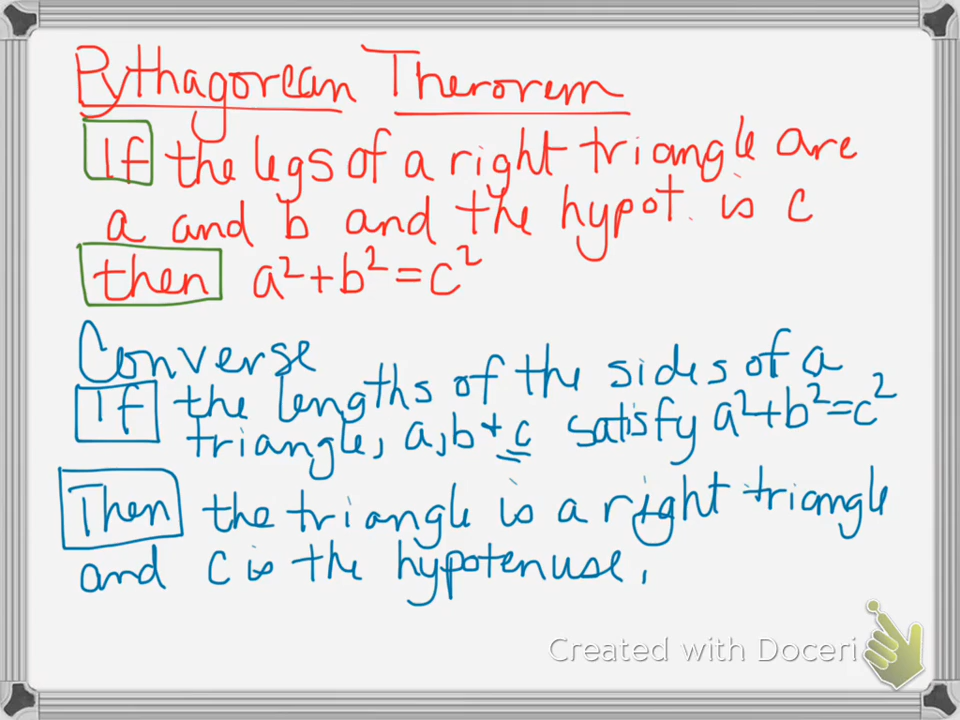 Pythagorean Therorem
If the legs of a right triangle are
a and b and the hypot. is c
then a²+b²=c²
Converse
If the lengths of the sides of a
triangle, a, b + c satisfy a²+b²=c²
Then the triangle is a right triangle
and c is the hypotenuse.
Created with Doceri